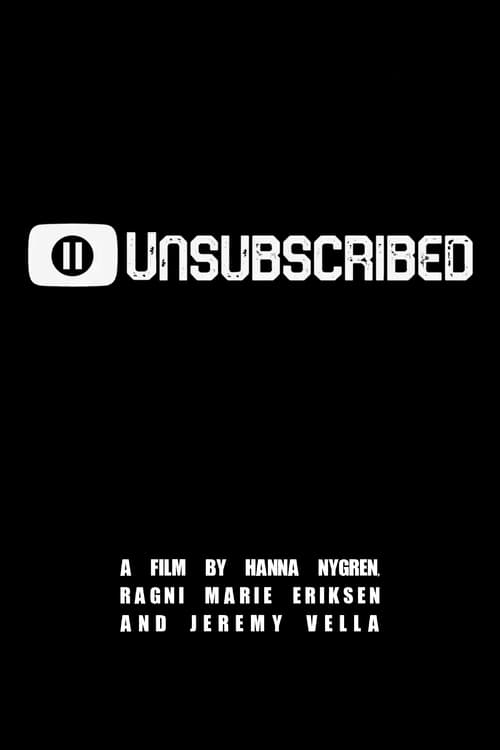 UNSUBSCRIBED
A FILM BY HANNA NYGREN,
RAGNI MARIE ERIKSEN
AND JEREMY VELLA